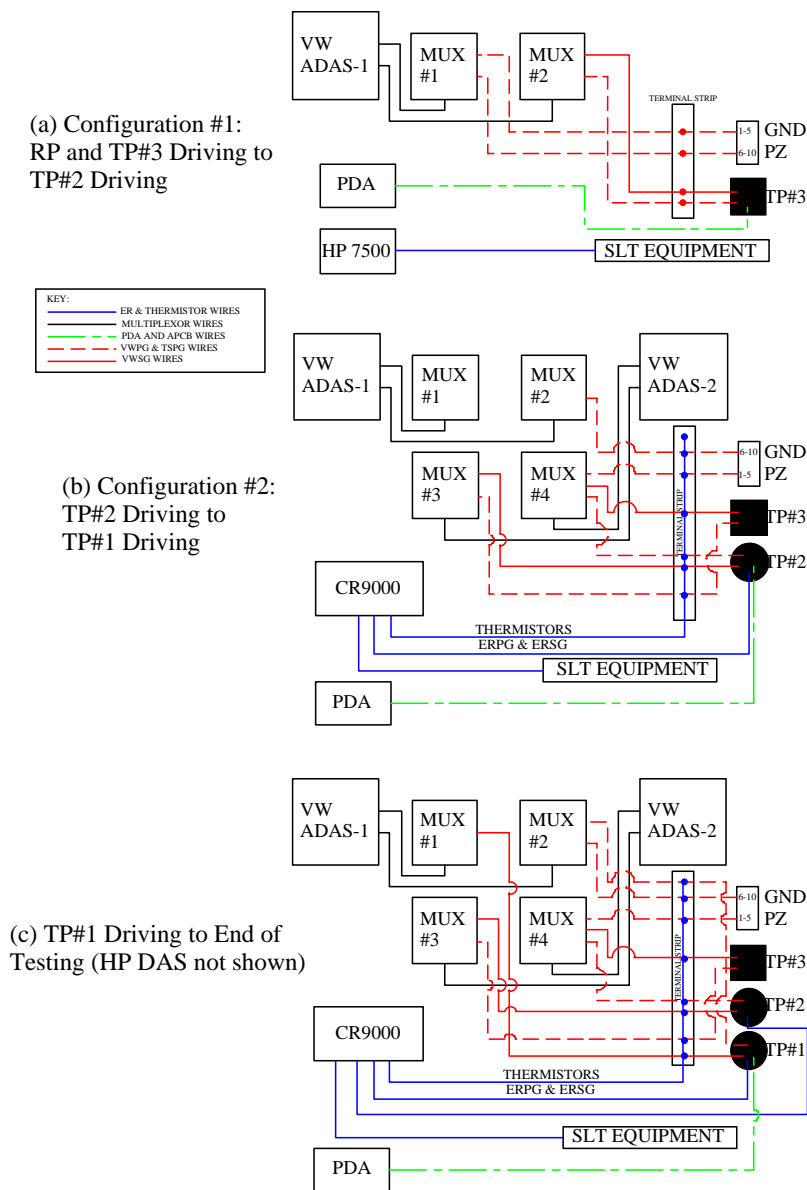 VW
ADAS-1
MUX
#1
MUX
#2
TERMINAL STRIP
(a) Configuration #1:
RP and TP#3 Driving to
TP#2 Driving
1-5
GND
6-10
PZ
PDA
TP#3
HP 7500
SLT EQUIPMENT
KEY:
ER & THERMISTOR WIRES
MULTIPLEXOR WIRES
PDA AND APCB WIRES
VWPG & TSPG WIRES
VWSG WIRES
VW
ADAS-1
MUX
#1
MUX
#2
VW
ADAS-2
(b) Configuration #2:
TP#2 Driving to
TP#1 Driving
MUX
#3
MUX
#4
TERMINAL STRIP
6-10
GND
1-5
PZ
TP#3
TP#2
CR9000
THERMISTORS
ERPG & ERSG
SLT EQUIPMENT
PDA
VW
ADAS-1
MUX
#1
MUX
#2
VW
ADAS-2
(c) TP#1 Driving to End of
Testing (HP DAS not shown)
MUX
#3
MUX
#4
TERMINAL STRIP
6-10
GND
1-5
PZ
TP#3
TP#2
TP#1
CR9000
THERMISTORS
ERPG & ERSG
SLT EQUIPMENT
PDA